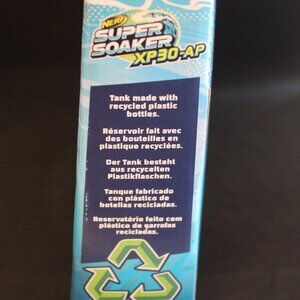 NERF
SUPER
SOAKER
XP30-AP
Tank made with
recycled plastic
bottles.
Réservoir fait avec
des bouteilles en
plastique recyclées.
Der Tank besteht
aus recycelten
Plastikflaschen.
Tanque fabricado
con plástico de
botellas recicladas.
Reservatório feito com
plástico de garrafas
recicladas.